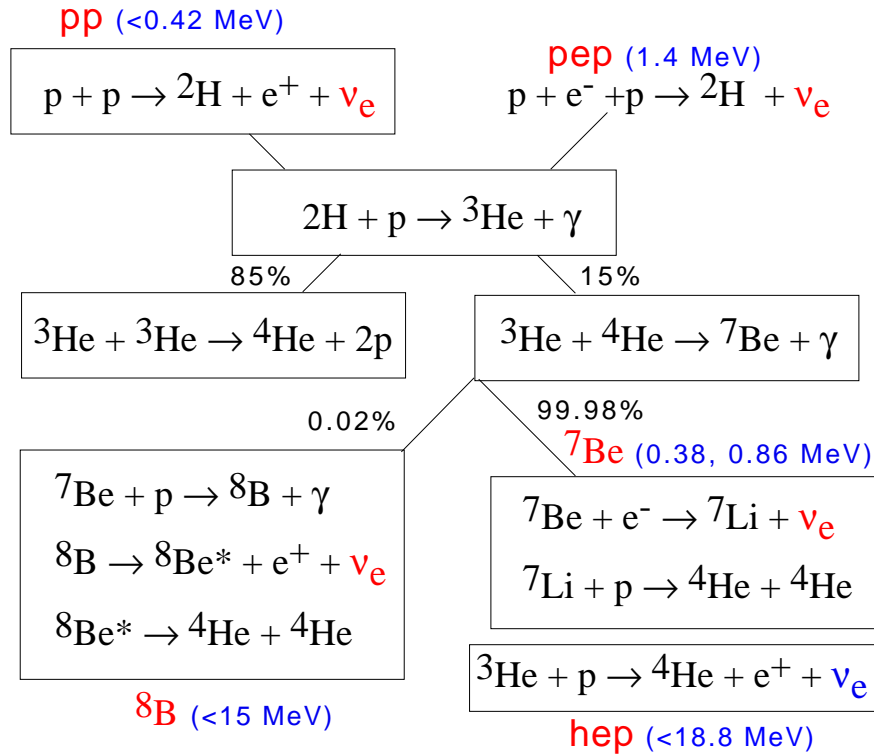 pp (<0.42 MeV)
p + p → ²H + e⁺ + νₑ
pep (1.4 MeV)
p + e⁻ +p → ²H + νₑ
2H + p → ³He + γ
85%
15%
³He + ³He → ⁴He + 2p
³He + ⁴He → ⁷Be + γ
0.02%
99.98%
⁷Be + p → ⁸B + γ
⁸B → ⁸Be* + e⁺ + νₑ
⁸Be* → ⁴He + ⁴He
⁸B (<15 MeV)
⁷Be (0.38, 0.86 MeV)
⁷Be + e⁻ → ⁷Li + νₑ
⁷Li + p → ⁴He + ⁴He
³He + p → ⁴He + e⁺ + νₑ
hep (<18.8 MeV)